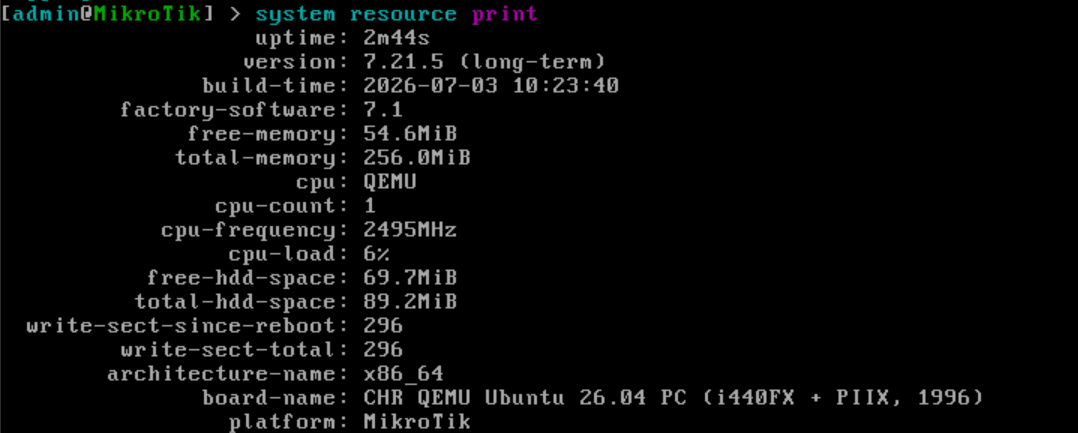 [admin@MikroTik] > system resource print
uptime: 2m44s
version: 7.21.5 (long-term)
build-time: 2026-07-03 10:23:40
factory-software: 7.1
free-memory: 54.6MiB
total-memory: 256.0MiB
cpu: QEMU
cpu-count: 1
cpu-frequency: 2495MHz
cpu-load: 6%
free-hdd-space: 69.7MiB
total-hdd-space: 89.2MiB
write-sect-since-reboot: 296
write-sect-total: 296
architecture-name: x86_64
board-name: CHR QEMU Ubuntu 26.04 PC (i440FX + PIIX, 1996)
platform: MikroTik